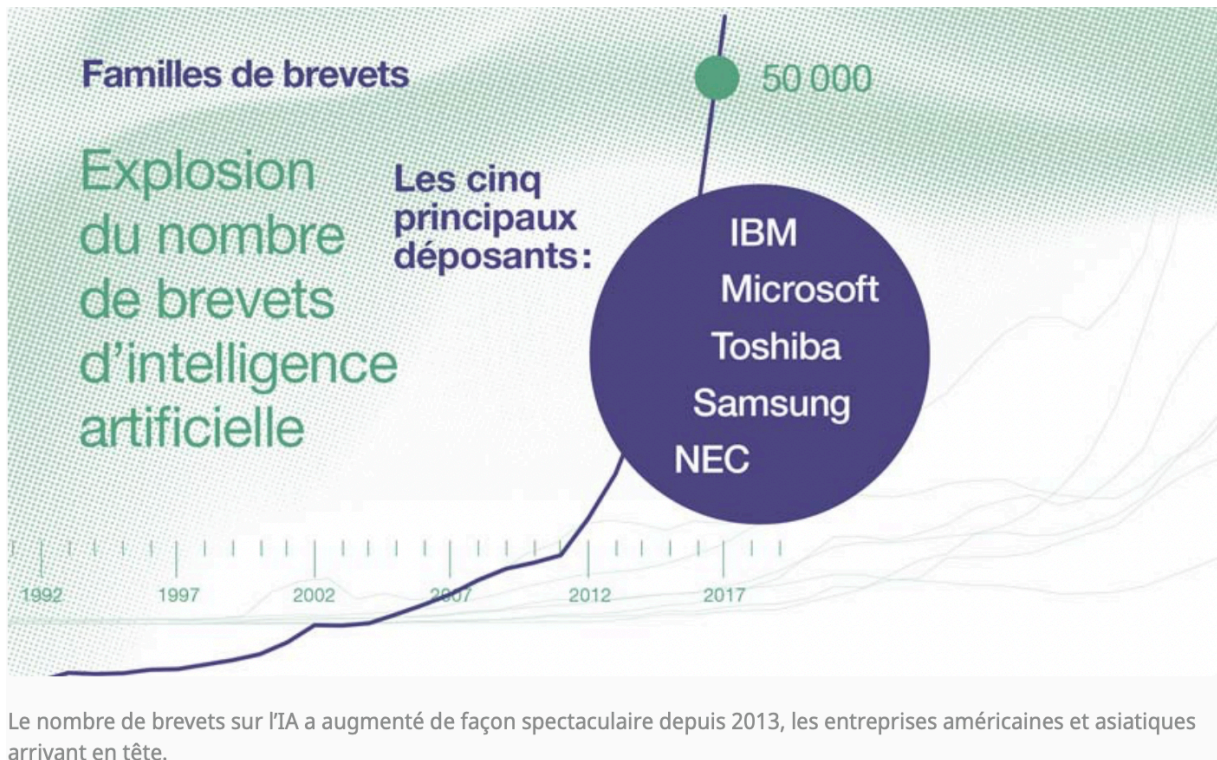 Familles de brevets
50 000
Explosion
du nombre
de brevets
d’intelligence
artificielle
Les cinq
principaux
déposants :
IBM
Microsoft
Toshiba
Samsung
NEC
1992 1997 2002 2007 2012 2017
Le nombre de brevets sur l’IA a augmenté de façon spectaculaire depuis 2013, les entreprises américaines et asiatiques
arrivant en tête.